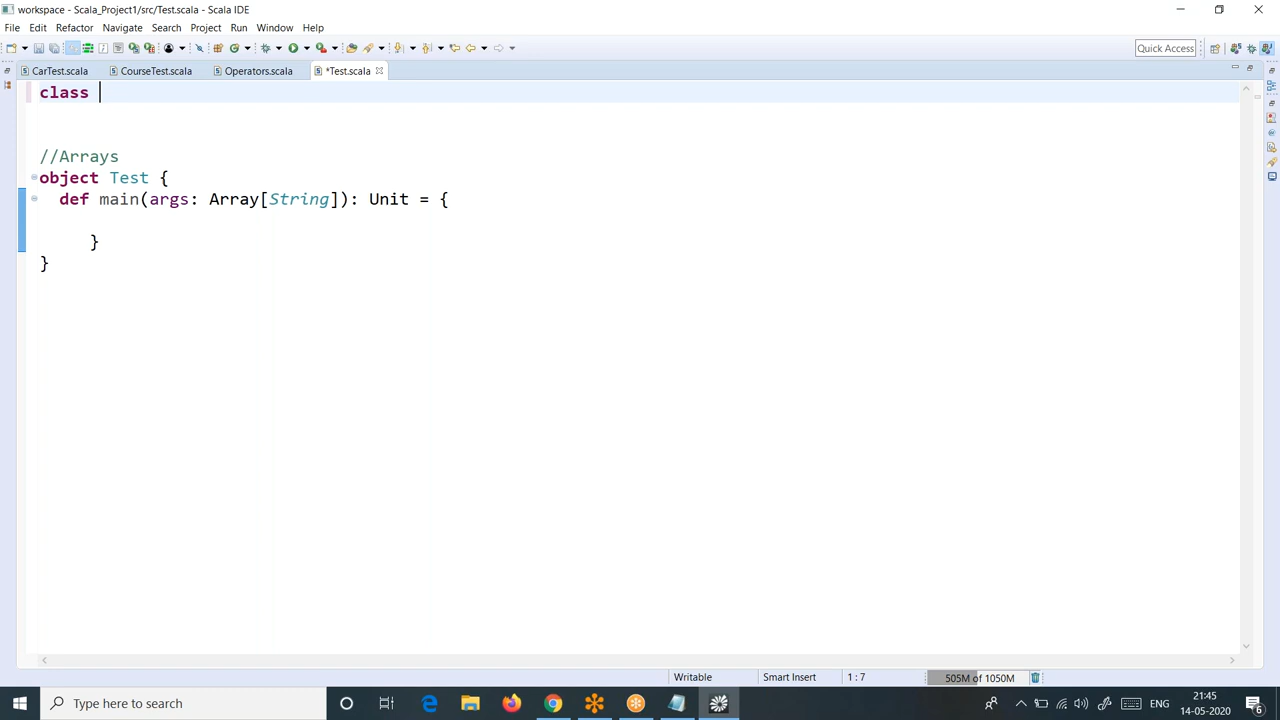 workspace - Scala_Project1/src/Test.scala - Scala IDE
File Edit Refactor Navigate Search Project Run Window Help
Quick Access
CarTest.scala CourseTest.scala Operators.scala *Test.scala
class
//Arrays
object Test {
def main(args: Array[String]): Unit = {
}
}
Writable Smart Insert 1 : 7 505M of 1050M
Type here to search
ENG
21:45
14-05-2020
6